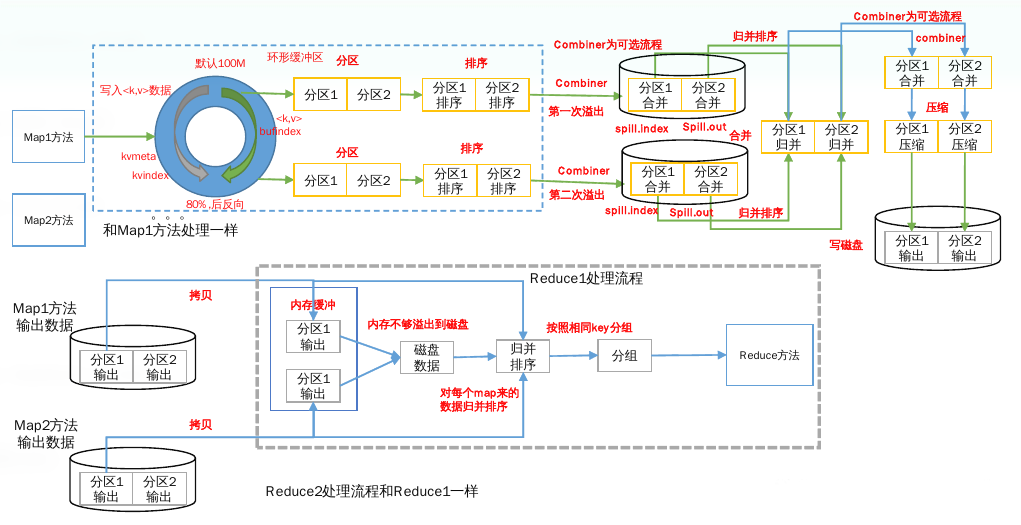 Combiner为可选流程
归并排序
combiner
Combiner为可选流程
默认100M
环形缓冲区
分区
排序
写入<k,v>数据
分区1
分区2
分区1
排序
分区2
排序
Combiner
第一次溢出
分区1
合并
分区2
合并
spill.index
Spill.out
分区1
合并
分区2
合并
压缩
Map1方法
<k,v>
bufindex
kvmeta
kvindex
80%,后反向
分区
排序
分区1
分区2
分区1
排序
分区2
排序
Combiner
第二次溢出
合并
分区1
合并
分区2
合并
spill.index
Spill.out
归并排序
分区1
归并
分区2
归并
分区1
压缩
分区2
压缩
写磁盘
分区1
输出
分区2
输出
Map2方法
。。。
和Map1方法处理一样
Reduce1处理流程
Map1方法
输出数据
拷贝
分区1
输出
分区2
输出
内存缓冲
分区1
输出
分区1
输出
内存不够溢出到磁盘
磁盘
数据
归并
排序
对每个map来的
数据归并排序
按照相同key分组
分组
Reduce方法
Map2方法
输出数据
拷贝
分区1
输出
分区2
输出
Reduce2处理流程和Reduce1一样